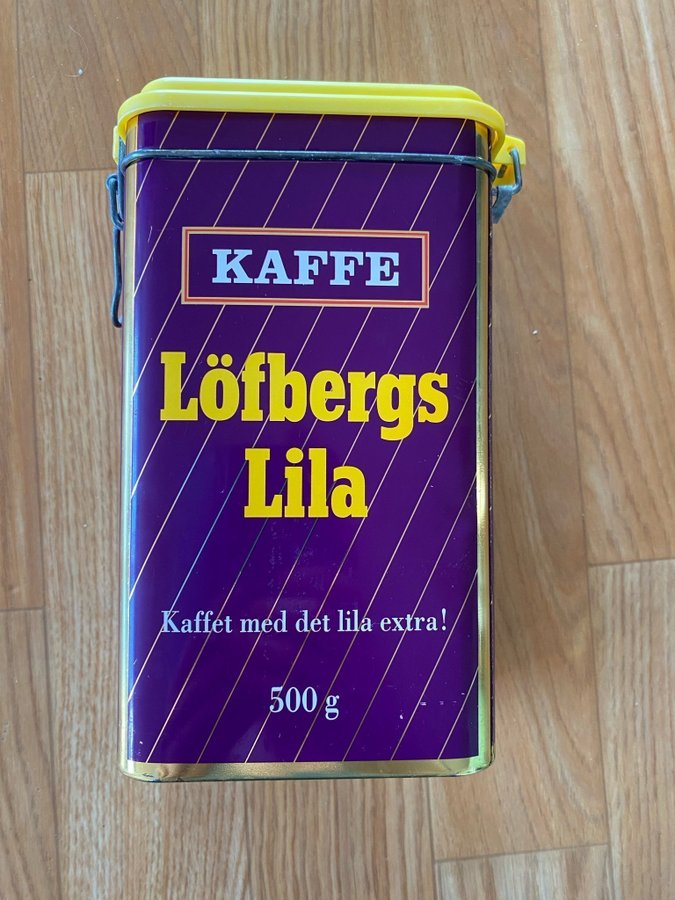 KAFFE
Löfbergs
Lila
Kaffet med det lila extra!
500 g